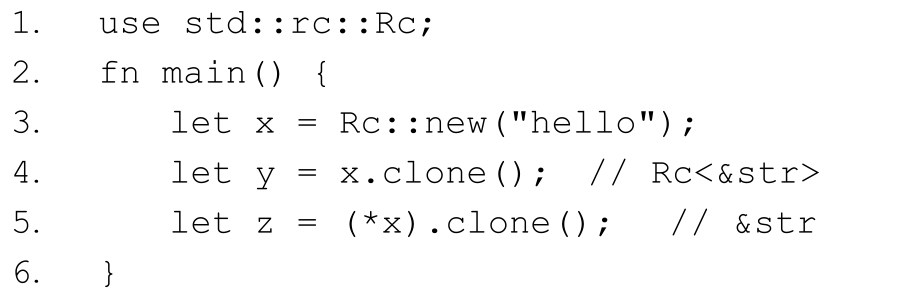 1. use std::rc::Rc;
2. fn main() {
3. let x = Rc::new("hello");
4. let y = x.clone(); // Rc<&str>
5. let z = (*x).clone(); // &str
6. }